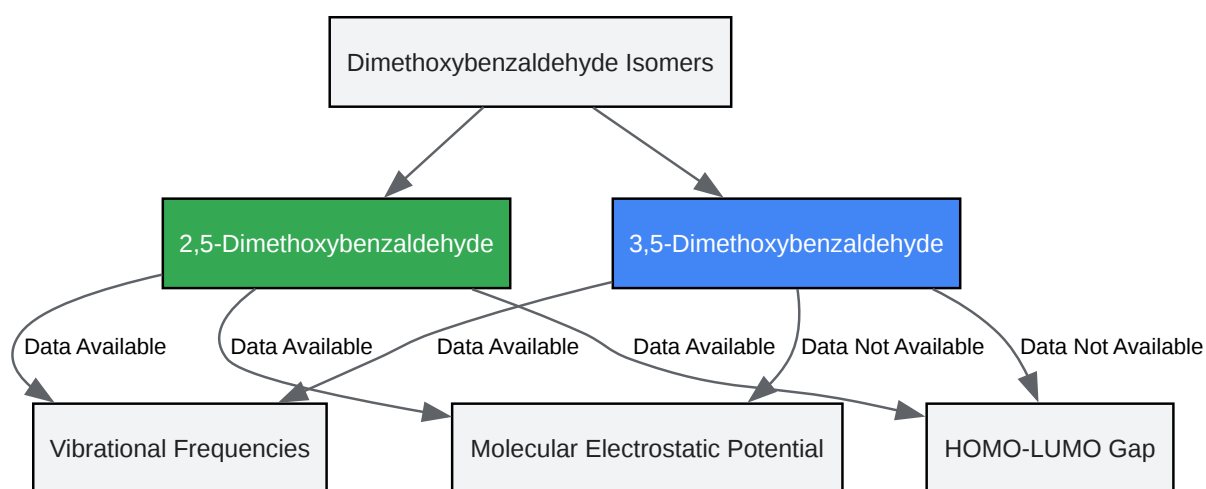 Dimethoxybenzaldehyde Isomers
2,5-Dimethoxybenzaldehyde
3,5-Dimethoxybenzaldehyde
Data Available
Data Available
Data Available
Data Available
Data Not Available
Data Not Available
Vibrational Frequencies
Molecular Electrostatic Potential
HOMO-LUMO Gap